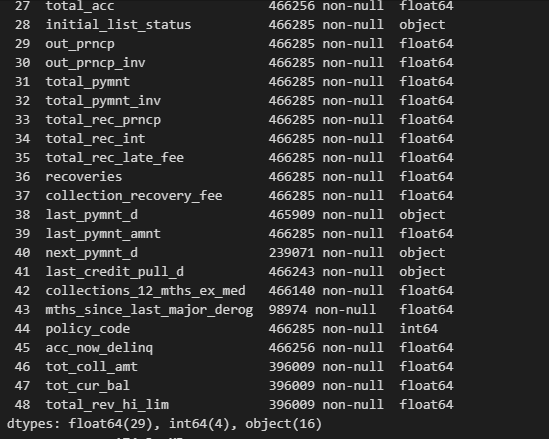 27 total_acc 466256 non-null float64
28 initial_list_status 466285 non-null object
29 out_prncp 466285 non-null float64
30 out_prncp_inv 466285 non-null float64
31 total_pymnt 466285 non-null float64
32 total_pymnt_inv 466285 non-null float64
33 total_rec_prncp 466285 non-null float64
34 total_rec_int 466285 non-null float64
35 total_rec_late_fee 466285 non-null float64
36 recoveries 466285 non-null float64
37 collection_recovery_fee 466285 non-null float64
38 last_pymnt_d 465909 non-null object
39 last_pymnt_amnt 466285 non-null float64
40 next_pymnt_d 239071 non-null object
41 last_credit_pull_d 466243 non-null object
42 collections_12_mths_ex_med 466140 non-null float64
43 mths_since_last_major_derog 98974 non-null float64
44 policy_code 466285 non-null int64
45 acc_now_delinq 466256 non-null float64
46 tot_coll_amt 396009 non-null float64
47 tot_cur_bal 396009 non-null float64
48 total_rev_hi_lim 396009 non-null float64
dtypes: float64(29), int64(4), object(16)